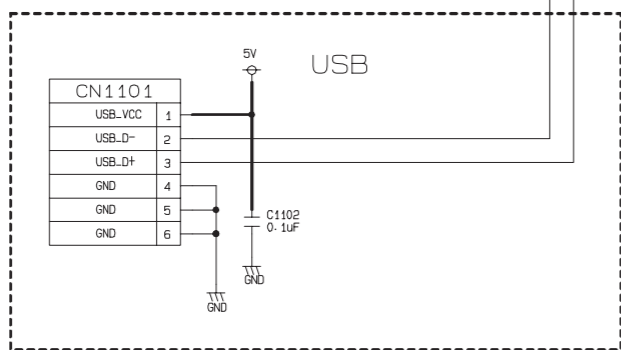 5V
USB
CN1101
USB_VCC 1
USB_D- 2
USB_D+ 3
GND 4
GND 5
GND 6
C1102
0.1uF
GND
GND